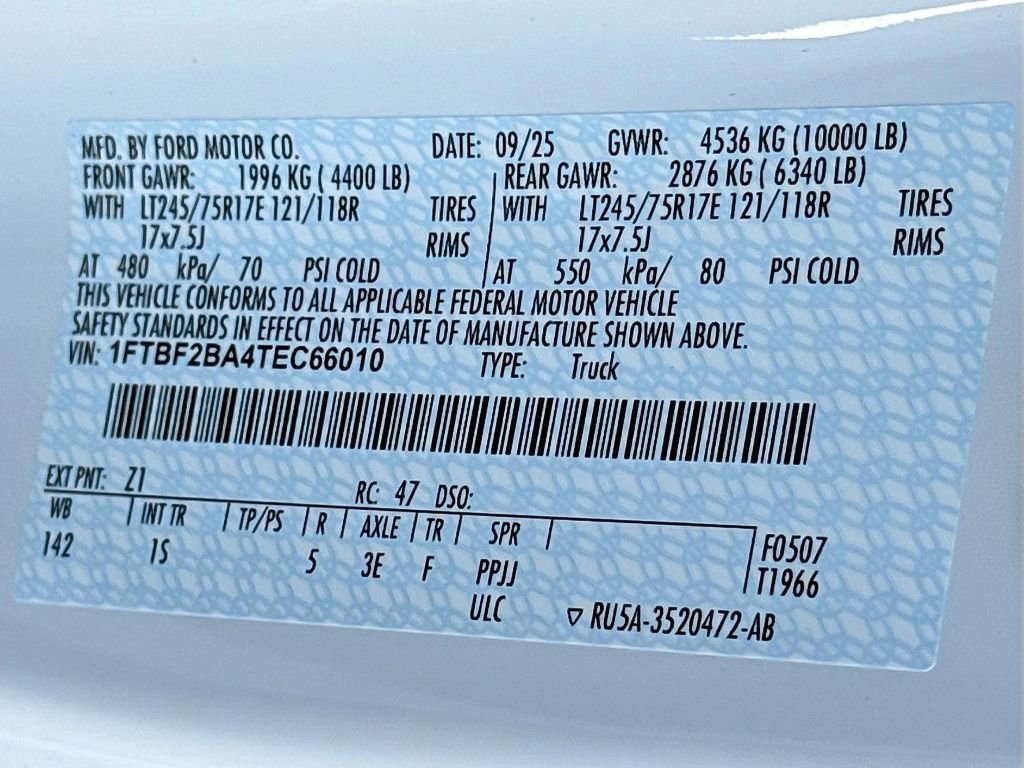 MFD. BY FORD MOTOR CO. DATE: 09/25 GVWR: 4536 KG (10000 LB)
FRONT GAWR: 1996 KG ( 4400 LB) REAR GAWR: 2876 KG ( 6340 LB)
WITH LT245/75R17E 121/118R TIRES WITH LT245/75R17E 121/118R TIRES
17x7.5J RIMS 17x7.5J RIMS
AT 480 kPa/ 70 PSI COLD AT 550 kPa/ 80 PSI COLD
THIS VEHICLE CONFORMS TO ALL APPLICABLE FEDERAL MOTOR VEHICLE
SAFETY STANDARDS IN EFFECT ON THE DATE OF MANUFACTURE SHOWN ABOVE.
VIN: 1FTBF2BA4TEC66010 TYPE: Truck
EXT PNT: Z1 RC: 47 DSO:
WB INT TR TP/PS R AXLE TR SPR F0507
142 1S 5 3E F PPJJ T1966
ULC RU5A-3520472-AB